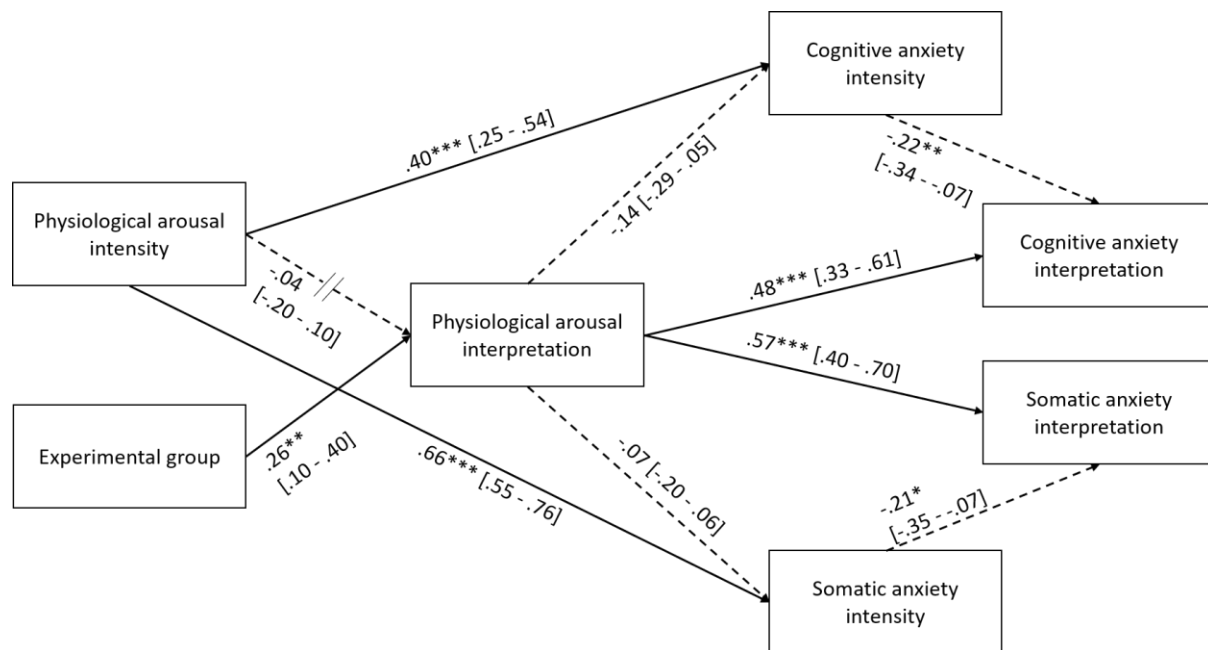 Cognitive anxiety
intensity
.40*** [.25 - .54]
-.14 [-.29 - .05]
-.22**
[-.34 - -.07]
Physiological arousal
intensity
-.04
[-.20 - .10]
Cognitive anxiety
interpretation
.48*** [.33 - .61]
Physiological arousal
interpretation
.57*** [.40 - .70]
Somatic anxiety
interpretation
Experimental group
.26**
[.10 - .40]
.66*** [.55 - .76]
-.07 [-.20 - .06]
-.21*
[-.35 - -.07]
Somatic anxiety
intensity